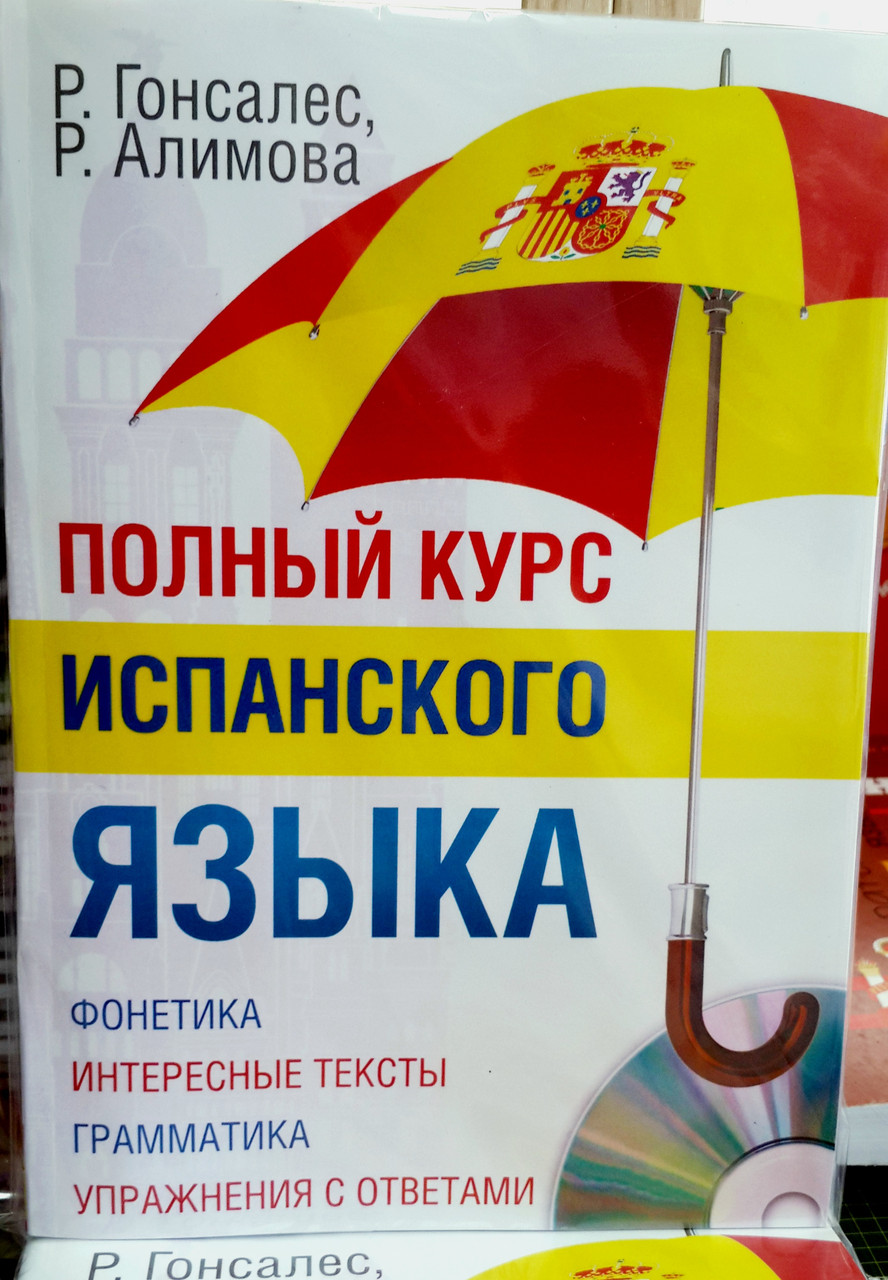 Р. Гонсалес,
Р. Алимова
ПОЛНЫЙ КУРС
ИСПАНСКОГО
ЯЗЫКА
ФОНЕТИКА
ИНТЕРЕСНЫЕ ТЕКСТЫ
ГРАММАТИКА
УПРАЖНЕНИЯ С ОТВЕТАМИ
Р. Гонсалес,